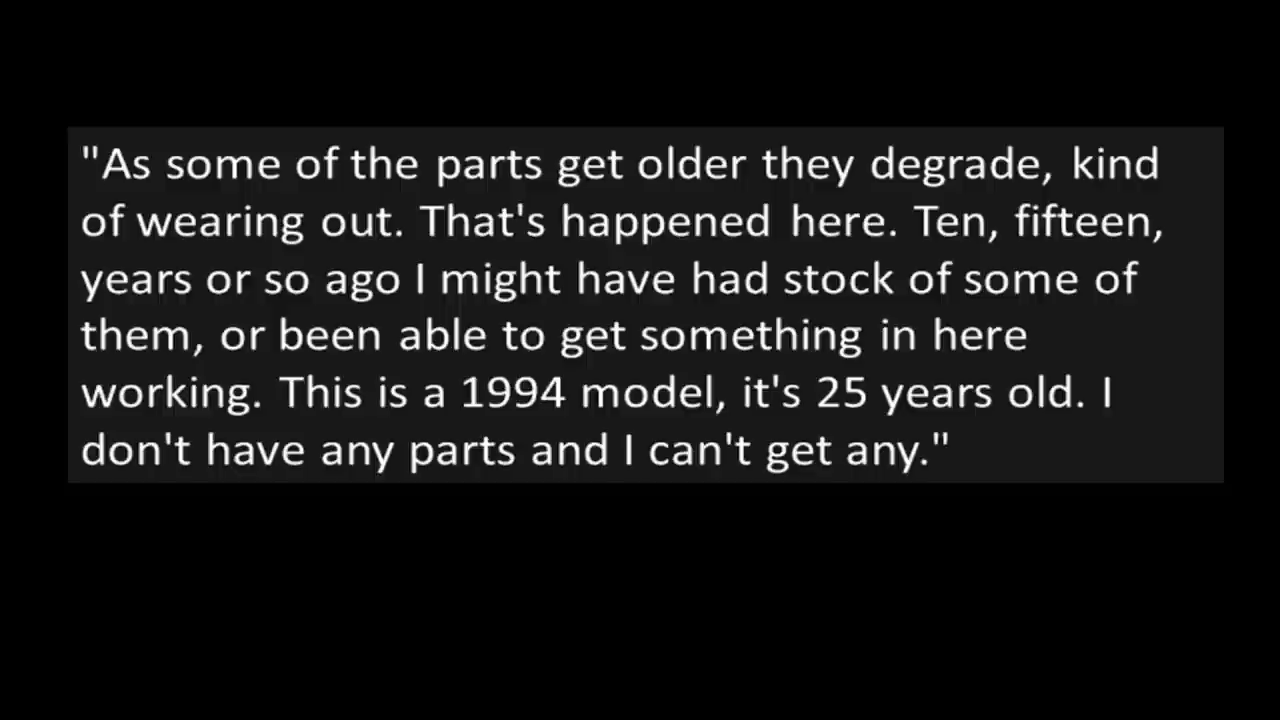 "As some of the parts get older they degrade, kind
of wearing out. That's happened here. Ten, fifteen,
years or so ago I might have had stock of some of
them, or been able to get something in here
working. This is a 1994 model, it's 25 years old. I
don't have any parts and I can't get any."